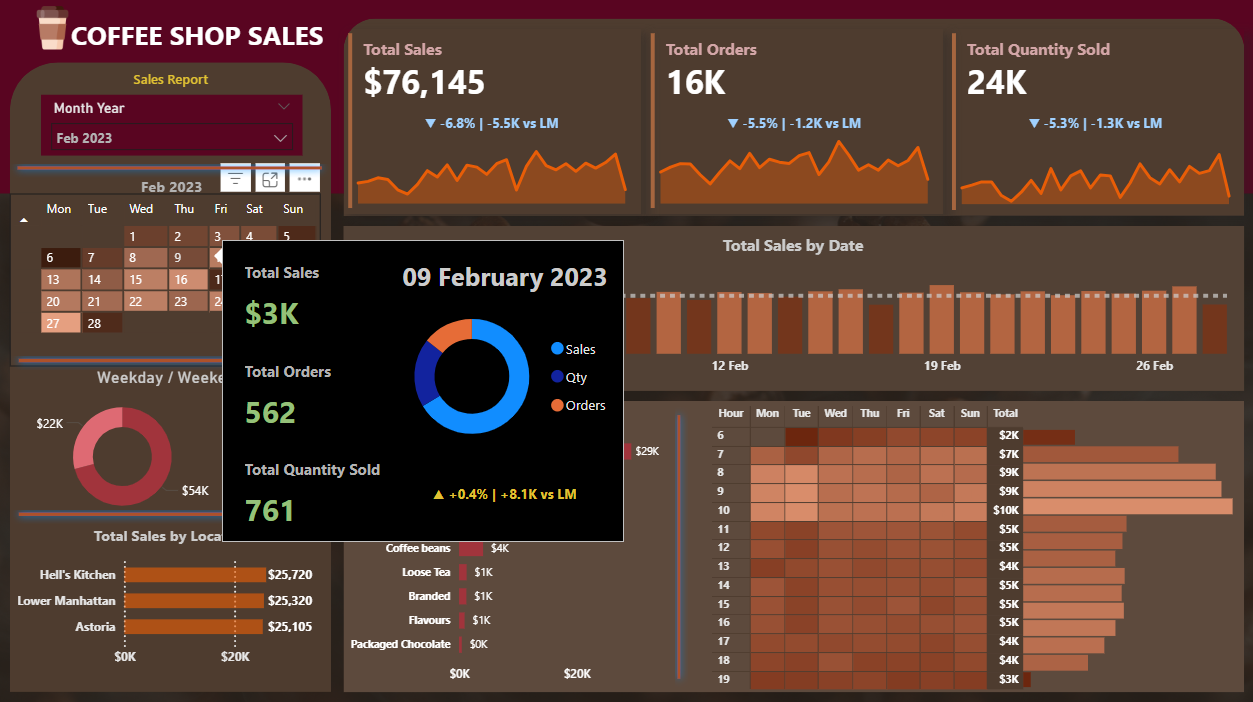 COFFEE SHOP SALES
Sales Report
Month Year
Feb 2023
Feb 2023
Mon Tue Wed Thu Fri Sat Sun
1 2 3 4 5
6 7 8 9
13 14 15 16
20 21 22 23
27 28
Weekday /
$22K
$54K
Total Sales by
Hell's Kitchen $25,720
Lower Manhattan $25,320
Astoria $25,105
$0K $20K
Total Sales
$76,145
▼ -6.8% | -5.5K vs LM
Total Orders
16K
▼ -5.5% | -1.2K vs LM
Total Quantity Sold
24K
▼ -5.3% | -1.3K vs LM
Total Sales by Date
12 Feb 19 Feb 26 Feb
Total Sales
$3K
Total Orders
562
Total Quantity Sold
761
09 February 2023
Sales
Qty
Orders
▲ +0.4% | +8.1K vs LM
$29K
Coffee beans $4K
Loose Tea $1K
Branded $1K
Flavours $1K
Packaged Chocolate $0K
$0K $20K
Hour Mon Tue Wed Thu Fri Sat Sun Total
6 $2K
7 $7K
8 $9K
9 $9K
10 $10K
11 $5K
12 $5K
13 $4K
14 $5K
15 $5K
16 $5K
17 $4K
18 $4K
19 $3K